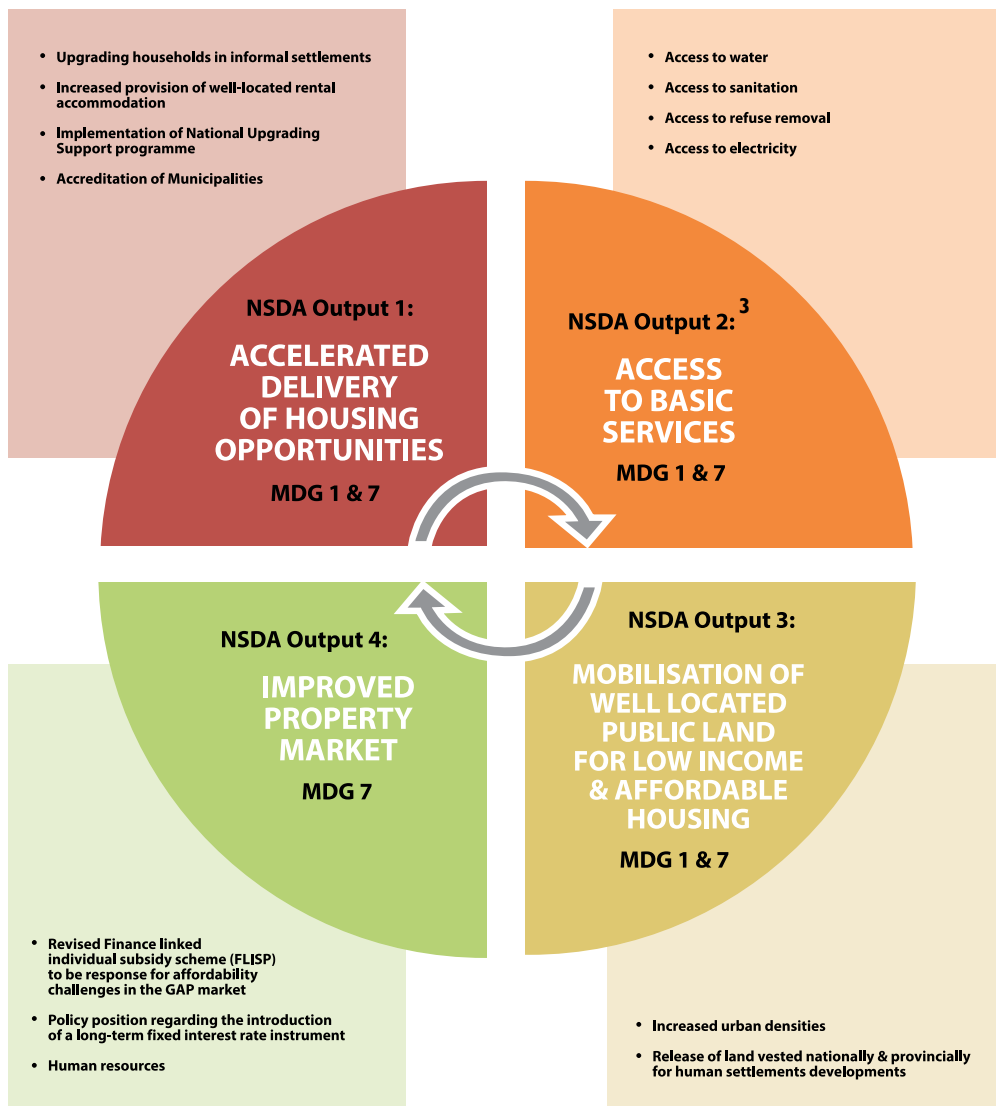 • Upgrading households in informal settlements
• Increased provision of well-located rental
accommodation
• Implementation of National Upgrading
Support programme
• Accreditation of Municipalities
• Access to water
• Access to sanitation
• Access to refuse removal
• Access to electricity
NSDA Output 1:
ACCELERATED
DELIVERY
OF HOUSING
OPPORTUNITIES
MDG 1 & 7
NSDA Output 2: 3
ACCESS
TO BASIC
SERVICES
MDG 1 & 7
NSDA Output 4:
IMPROVED
PROPERTY
MARKET
MDG 7
NSDA Output 3:
MOBILISATION OF
WELL LOCATED
PUBLIC LAND
FOR LOW INCOME
& AFFORDABLE
HOUSING
MDG 1 & 7
• Revised Finance linked
individual subsidy scheme (FLISP)
to be response for affordability
challenges in the GAP market
• Policy position regarding the introduction
of a long-term fixed interest rate instrument
• Human resources
• Increased urban densities
• Release of land vested nationally & provincially
for human settlements developments